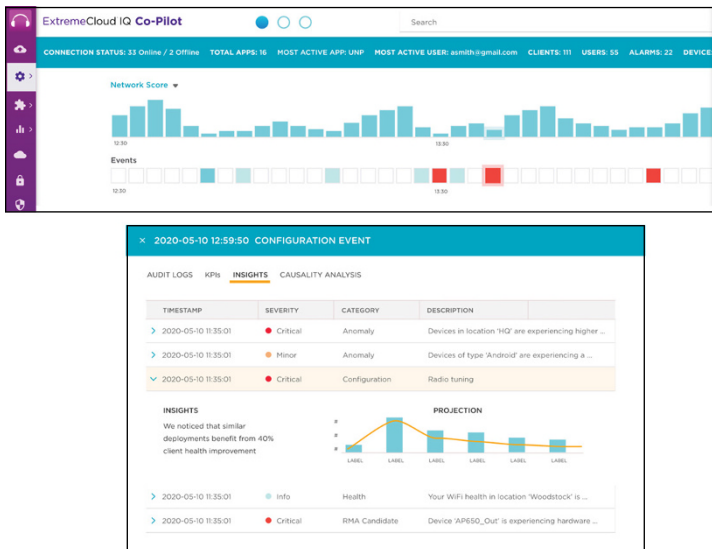 ExtremeCloud IQ Co-Pilot
Search
CONNECTION STATUS: 33 Online / 2 Offline TOTAL APPS: 16 MOST ACTIVE APP: UNP MOST ACTIVE USER: asmith@gmail.com CLIENTS: 111 USERS: 55 ALARMS: 22 DEVICE
Network Score
12:30 13:30
Events
12:30 13:30
× 2020-05-10 12:59:50 CONFIGURATION EVENT
AUDIT LOGS KPIs INSIGHTS CAUSALITY ANALYSIS
TIMESTAMP SEVERITY CATEGORY DESCRIPTION
2020-05-10 11:35:01 Critical Anomaly Devices in location 'HQ' are experiencing higher ...
2020-05-10 11:35:01 Minor Anomaly Devices of type 'Android' are experiencing a ...
2020-05-10 11:35:01 Critical Configuration Radio tuning
INSIGHTS PROJECTION
We noticed that similar
deployments benefit from 40%
client health improvement
#
#
#
LABEL LABEL LABEL LABEL LABEL LABEL
2020-05-10 11:35:01 Info Health Your WiFi health in location 'Woodstock' is ...
2020-05-10 11:35:01 Critical RMA Candidate Device 'AP650_Out' is experiencing hardware ...